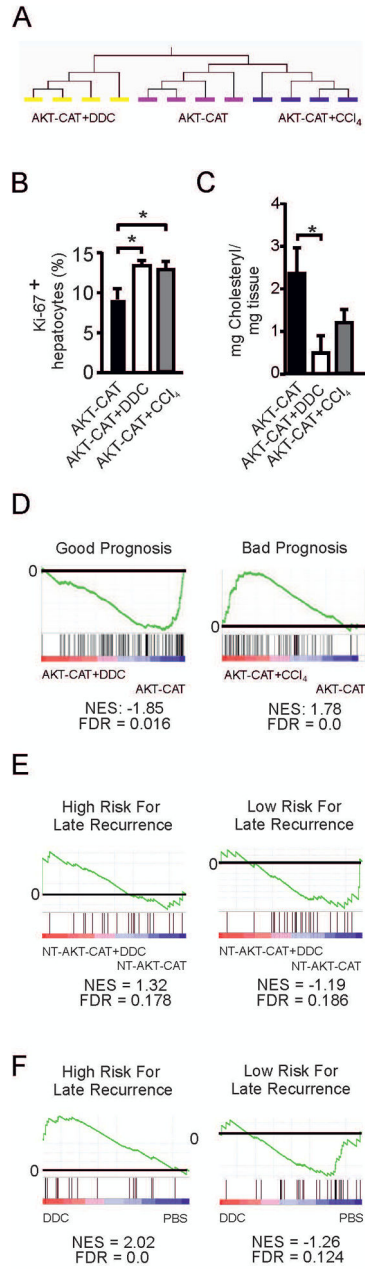 A
AKT-CAT+DDC AKT-CAT AKT-CAT+CCl₄
B
Ki-67 +
hepatocytes (%)
15
10
5
0
* *
AKT-CAT
AKT-CAT+DDC
AKT-CAT+CCl₄
C
mg Cholesteryl/
mg tissue
4
3
2
1
0
*
AKT-CAT
AKT-CAT+DDC
AKT-CAT+CCl₄
D
Good Prognosis
0
AKT-CAT+DDC
AKT-CAT
NES: -1.85
FDR = 0.016
Bad Prognosis
0
AKT-CAT+CCl₄
AKT-CAT
NES: 1.78
FDR = 0.0
E
High Risk For
Late Recurrence
0
NT-AKT-CAT+DDC
NT-AKT-CAT
NES = 1.32
FDR = 0.178
Low Risk For
Late Recurrence
0
NT-AKT-CAT+DDC
NT-AKT-CAT
NES = -1.19
FDR = 0.186
F
High Risk For
Late Recurrence
0
DDC PBS
NES = 2.02
FDR = 0.0
Low Risk For
Late Recurrence
0
DDC PBS
NES = -1.26
FDR = 0.124